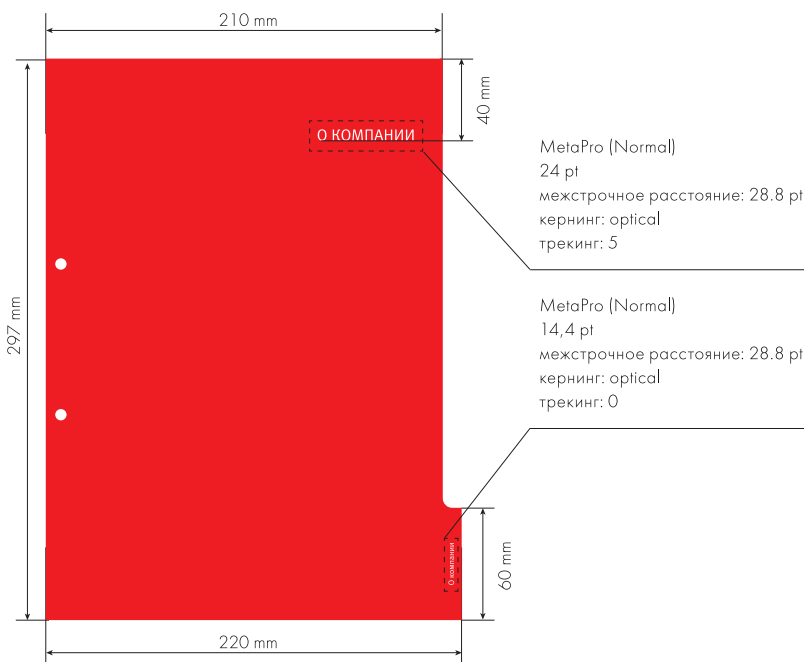 210 mm
40 mm
О КОМПАНИИ
MetaPro (Normal)
24 pt
межстрочное расстояние: 28.8 pt
кернинг: optical
трекинг: 5
297 mm
MetaPro (Normal)
14,4 pt
межстрочное расстояние: 28.8 pt
кернинг: optical
трекинг: 0
О компании
60 mm
220 mm